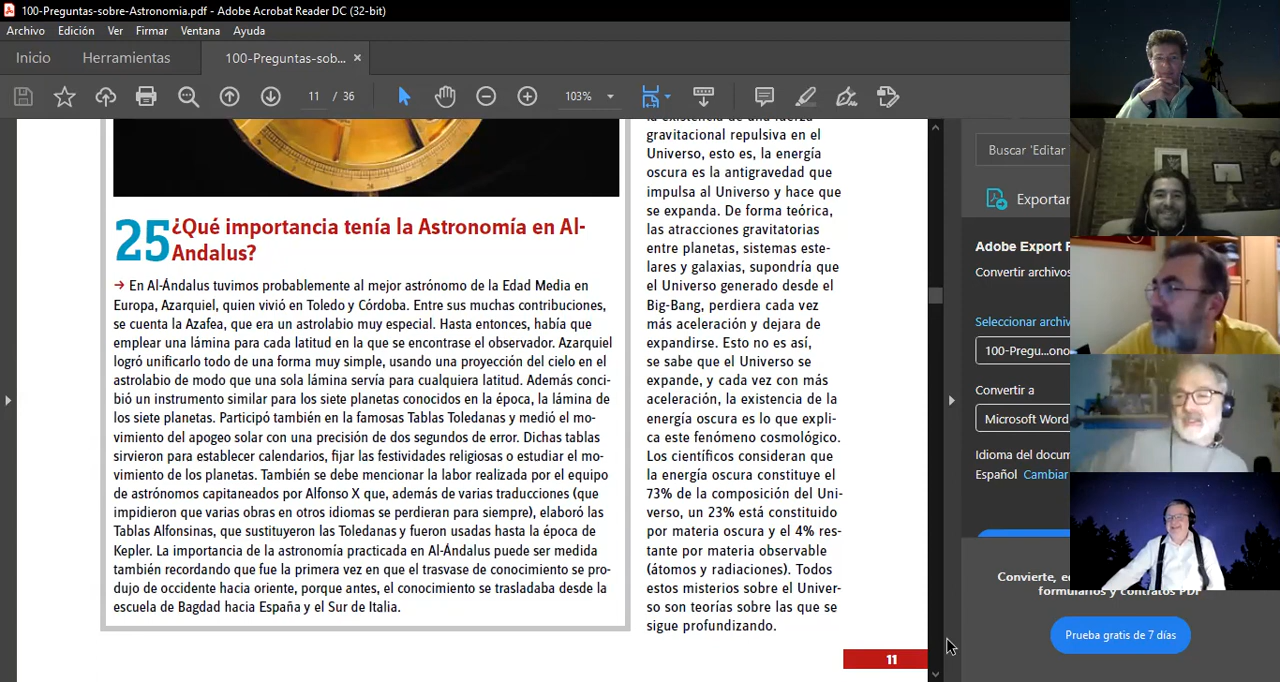 100-Preguntas-sobre-Astronomia.pdf - Adobe Acrobat Reader DC (32-bit)
Archivo Edición Ver Firmar Ventana Ayuda
Inicio Herramientas 100-Preguntas-sob... ×
11 / 36 103%
25 ¿Qué importancia tenía la Astronomía en Al-
Andalus?
→ En Al-Ándalus tuvimos probablemente al mejor astrónomo de la Edad Media en
Europa, Azarquiel, quien vivió en Toledo y Córdoba. Entre sus muchas contribuciones,
se cuenta la Azafea, que era un astrolabio muy especial. Hasta entonces, había que
emplear una lámina para cada latitud en la que se encontrase el observador. Azarquiel
logró unificarlo todo de una forma muy simple, usando una proyección del cielo en el
astrolabio de modo que una sola lámina servía para cualquiera latitud. Además conci-
bió un instrumento similar para los siete planetas conocidos en la época, la lámina de
los siete planetas. Participó también en la famosas Tablas Toledanas y medió el mo-
vimiento del apogeo solar con una precisión de dos segundos de error. Dichas tablas
sirvieron para establecer calendarios, fijar las festividades religiosas o estudiar el mo-
vimiento de los planetas. También se debe mencionar la labor realizada por el equipo
de astrónomos capitaneados por Alfonso X que, además de varias traducciones (que
impidieron que varias obras en otros idiomas se perdieran para siempre), elaboró las
Tablas Alfonsinas, que sustituyeron las Toledanas y fueron usadas hasta la época de
Kepler. La importancia de la astronomía practicada en Al-Ándalus puede ser medida
también recordando que fue la primera vez en que el trasvase de conocimiento se pro-
dujo de occidente hacia oriente, porque antes, el conocimiento se trasladaba desde la
escuela de Bagdad hacia España y el Sur de Italia.
la existencia de una fuerza
gravitacional repulsiva en el
Universo, esto es, la energía
oscura es la antigravedad que
impulsa al Universo y hace que
se expanda. De forma teórica,
las atracciones gravitatorias
entre planetas, sistemas este-
lares y galaxias, supondría que
el Universo generado desde el
Big-Bang, perdiera cada vez
más aceleración y dejara de
expandirse. Esto no es así,
se sabe que el Universo se
expande, y cada vez con más
aceleración, la existencia de la
energía oscura es lo que expli-
ca este fenómeno cosmológico.
Los científicos consideran que
la energía oscura constituye el
73% de la composición del Uni-
verso, un 23% está constituido
por materia oscura y el 4% res-
tante por materia observable
(átomos y radiaciones). Todos
estos misterios sobre el Univer-
so son teorías sobre las que se
sigue profundizando.
11
Buscar 'Editar
Exportar
Adobe Export P
Convertir archivos
Seleccionar archiv
100-Pregu...ono
Convertir a
Microsoft Word
Idioma del docum
Español Cambiar
Convierte, e
formularios y contratos PDF
Prueba gratis de 7 días